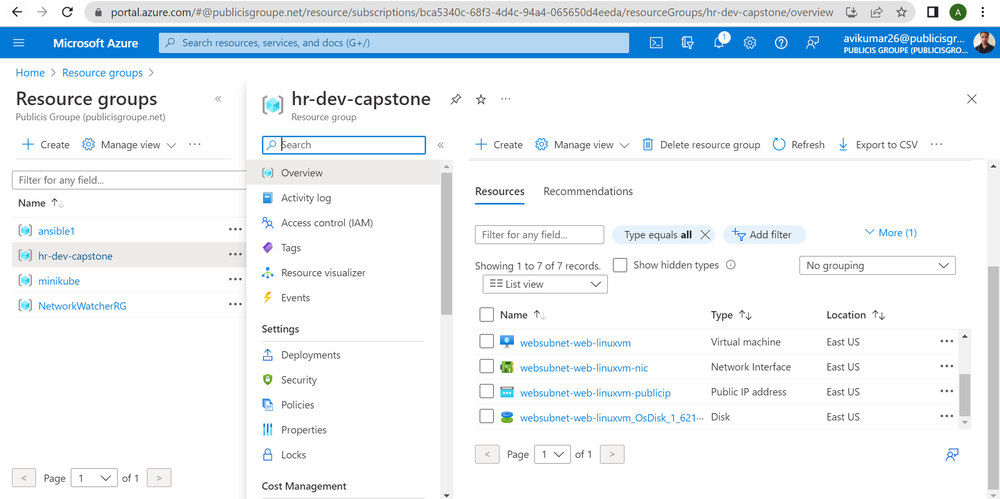 portal.azure.com/#@publicisgroupe.net/resource/subscriptions/bca5340c-68f3-4d4c-94a4-065650d4eeda/resourceGroups/hr-dev-capstone/overview
A
Microsoft Azure
Search resources, services, and docs (G+/)
1
avikumar26@publicisgr...
PUBLICIS GROUPE (PUBLICISGRO...
Home > Resource groups >
Resource groups
Publicis Groupe (publicisgroupe.net)
Create
Manage view
Filter for any field...
Name
ansible1
hr-dev-capstone
minikube
NetworkWatcherRG
< Page 1 of 1 >
hr-dev-capstone
Resource group
Search
Overview
Activity log
Access control (IAM)
Tags
Resource visualizer
Events
Settings
Deployments
Security
Policies
Properties
Locks
Cost Management
Create
Manage view
Delete resource group
Refresh
Export to CSV
Resources
Recommendations
Filter for any field...
Type equals all
Add filter
More (1)
Showing 1 to 7 of 7 records.
Show hidden types
No grouping
List view
Name Type Location
websubnet-web-linuxvm Virtual machine East US
websubnet-web-linuxvm-nic Network Interface East US
websubnet-web-linuxvm-publicip Public IP address East US
websubnet-web-linuxvm_OsDisk_1_621... Disk East US
< Page 1 of 1 >